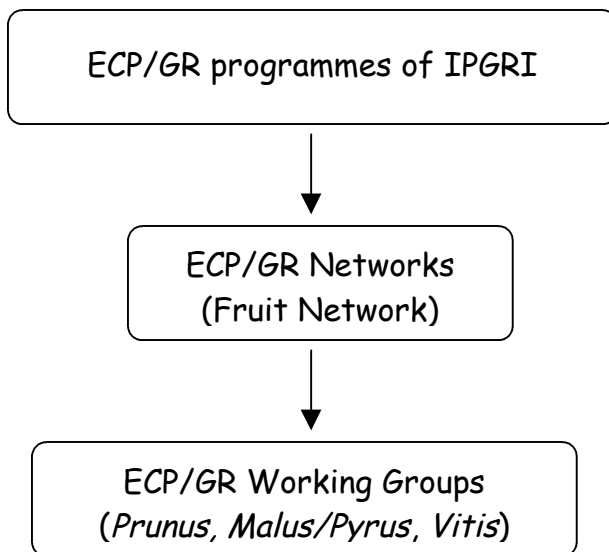 ECP/GR programmes of IPGRI
ECP/GR Networks
(Fruit Network)
ECP/GR Working Groups
(Prunus, Malus/Pyrus, Vitis)